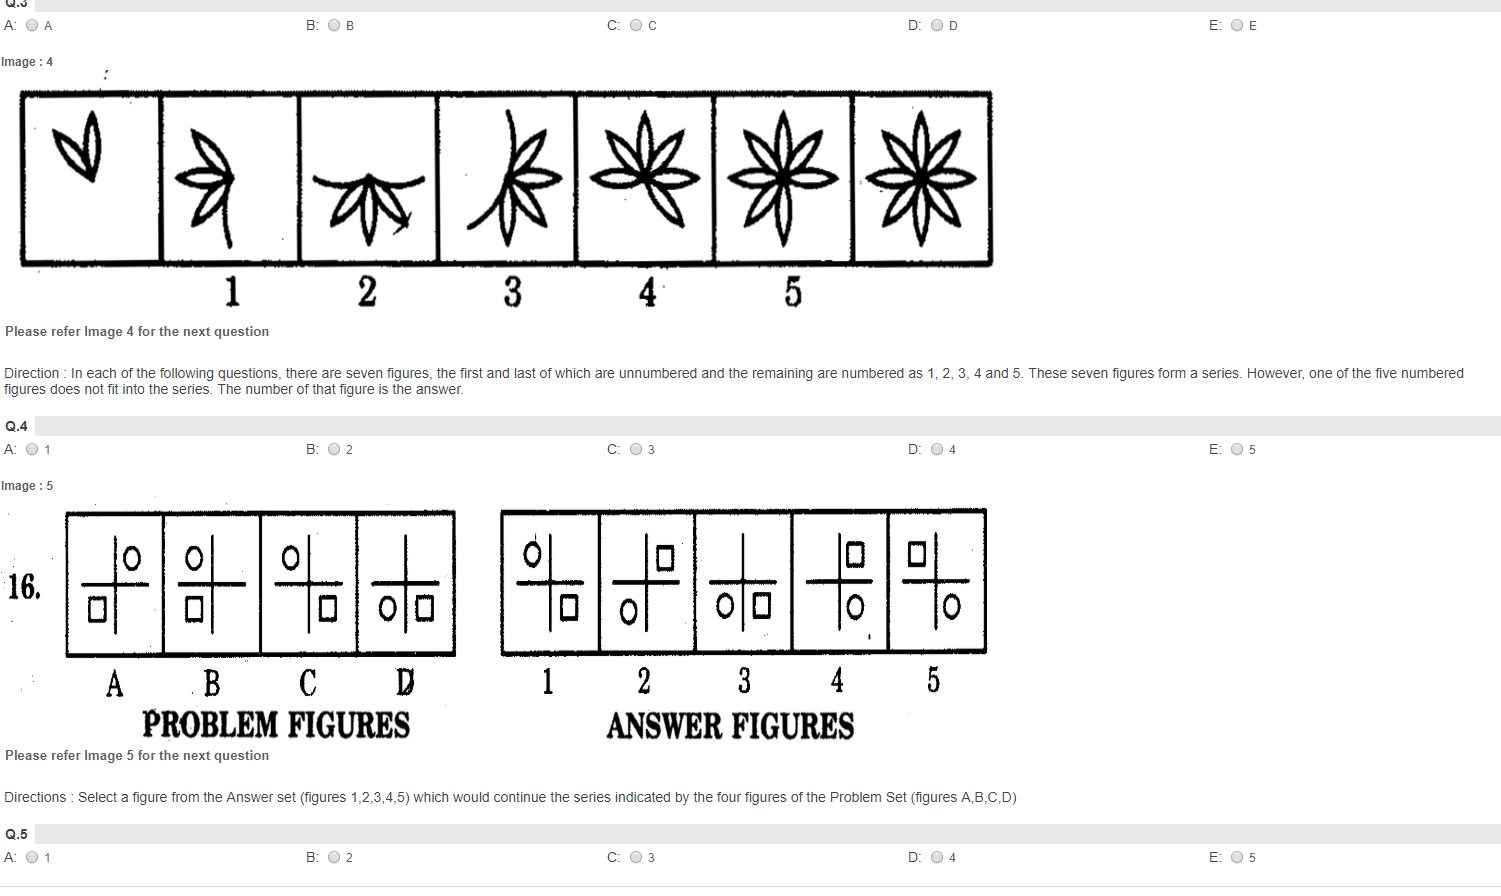 Q.3
A: A B: B C: C D: D E: E
Image : 4
1 2 3 4 5
Please refer Image 4 for the next question
Direction : In each of the following questions, there are seven figures, the first and last of which are unnumbered and the remaining are numbered as 1, 2, 3, 4 and 5. These seven figures form a series. However, one of the five numbered
figures does not fit into the series. The number of that figure is the answer.
Q.4
A: 1 B: 2 C: 3 D: 4 E: 5
Image : 5
16.
A B C D 1 2 3 4 5
PROBLEM FIGURES ANSWER FIGURES
Please refer Image 5 for the next question
Directions : Select a figure from the Answer set (figures 1,2,3,4,5) which would continue the series indicated by the four figures of the Problem Set (figures A,B,C,D)
Q.5
A: 1 B: 2 C: 3 D: 4 E: 5